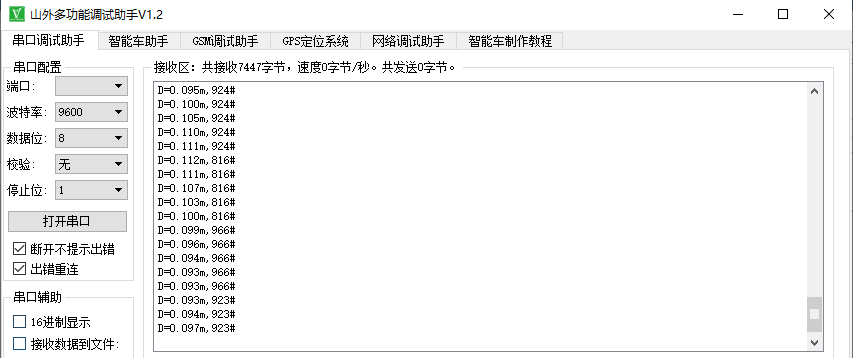 山外多功能调试助手V1.2
串口调试助手 智能车助手 GSM调试助手 GPS定位系统 网络调试助手 智能车制作教程
串口配置
端口:
波特率: 9600
数据位: 8
校验: 无
停止位: 1
打开串口
断开不提示出错
出错重连
串口辅助
16进制显示
接收数据到文件:
接收区：共接收7447字节，速度0字节/秒。共发送0字节。
D=0.095m,924#
D=0.100m,924#
D=0.105m,924#
D=0.110m,924#
D=0.111m,924#
D=0.112m,816#
D=0.111m,816#
D=0.107m,816#
D=0.103m,816#
D=0.100m,816#
D=0.099m,966#
D=0.096m,966#
D=0.094m,966#
D=0.093m,966#
D=0.093m,966#
D=0.093m,923#
D=0.094m,923#
D=0.097m,923#